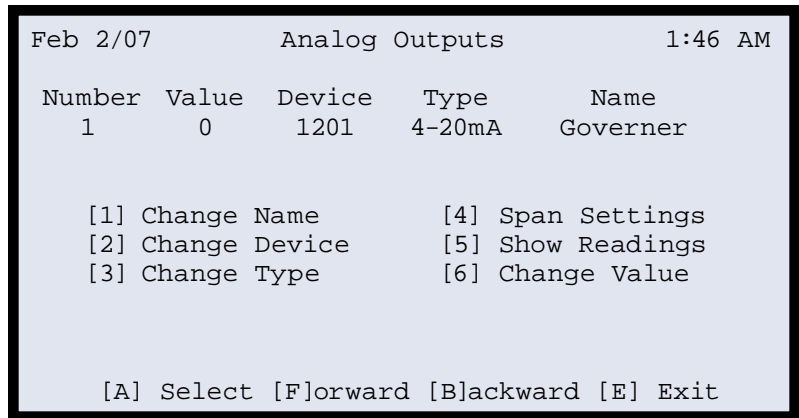 Feb 2/07 Analog Outputs 1:46 AM
Number Value Device Type Name
1 0 1201 4-20mA Governer
[1] Change Name [4] Span Settings
[2] Change Device [5] Show Readings
[3] Change Type [6] Change Value
[A] Select [F]orward [B]ackward [E] Exit